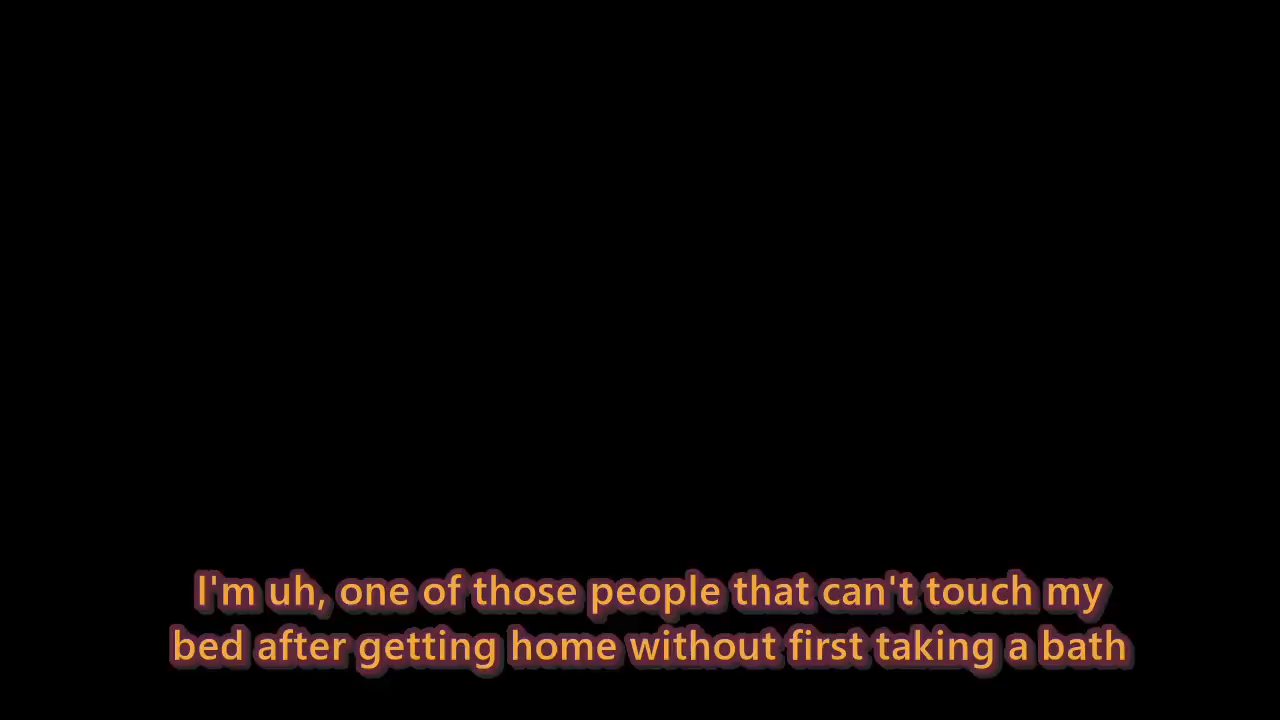 I'm uh, one of those people that can't touch my
bed after getting home without first taking a bath